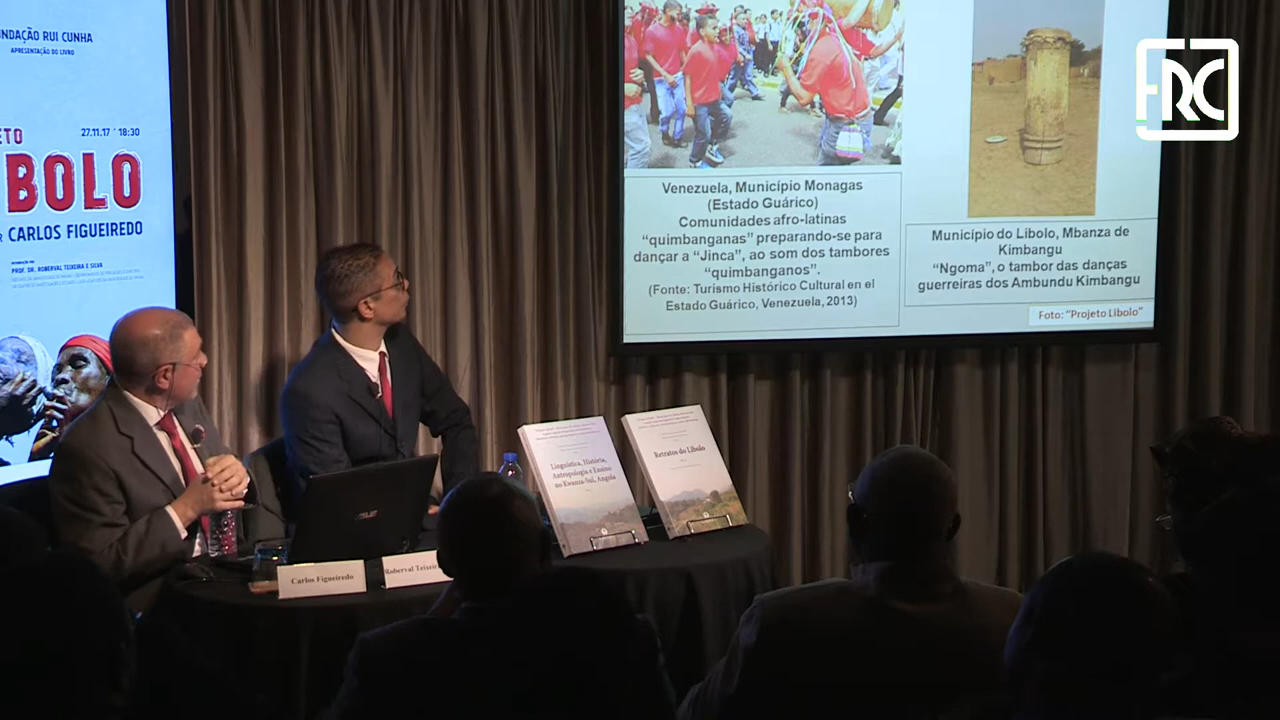 NDAÇÃO RUI CUNHA
APRESENTAÇÃO DO LIVRO
ETO
27.11.17 ´ 18:30
BOLO
R CARLOS FIGUEIREDO
PROF. DR. ROBERVAL TEIXEIRA E SILVA
FRC
Venezuela, Município Monagas
(Estado Guárico)
Comunidades afro-latinas
“quimbanganas” preparando-se para
dançar a “Jinca”, ao som dos tambores
“quimbanganos”.
(Fonte: Turismo Histórico Cultural en el
Estado Guárico, Venezuela, 2013)
Município do Líbolo, Mbanza de
Kimbangu
“Ngoma”, o tambor das danças
guerreiras dos Ambundu Kimbangu
Foto: “Projeto Libolo”
Linguística, História,
Antropologia e Ensino
no Kwanza-Sul, Angola
Retratos do Libolo
ASUS
Carlos Figueiredo
Roberval Teixeir